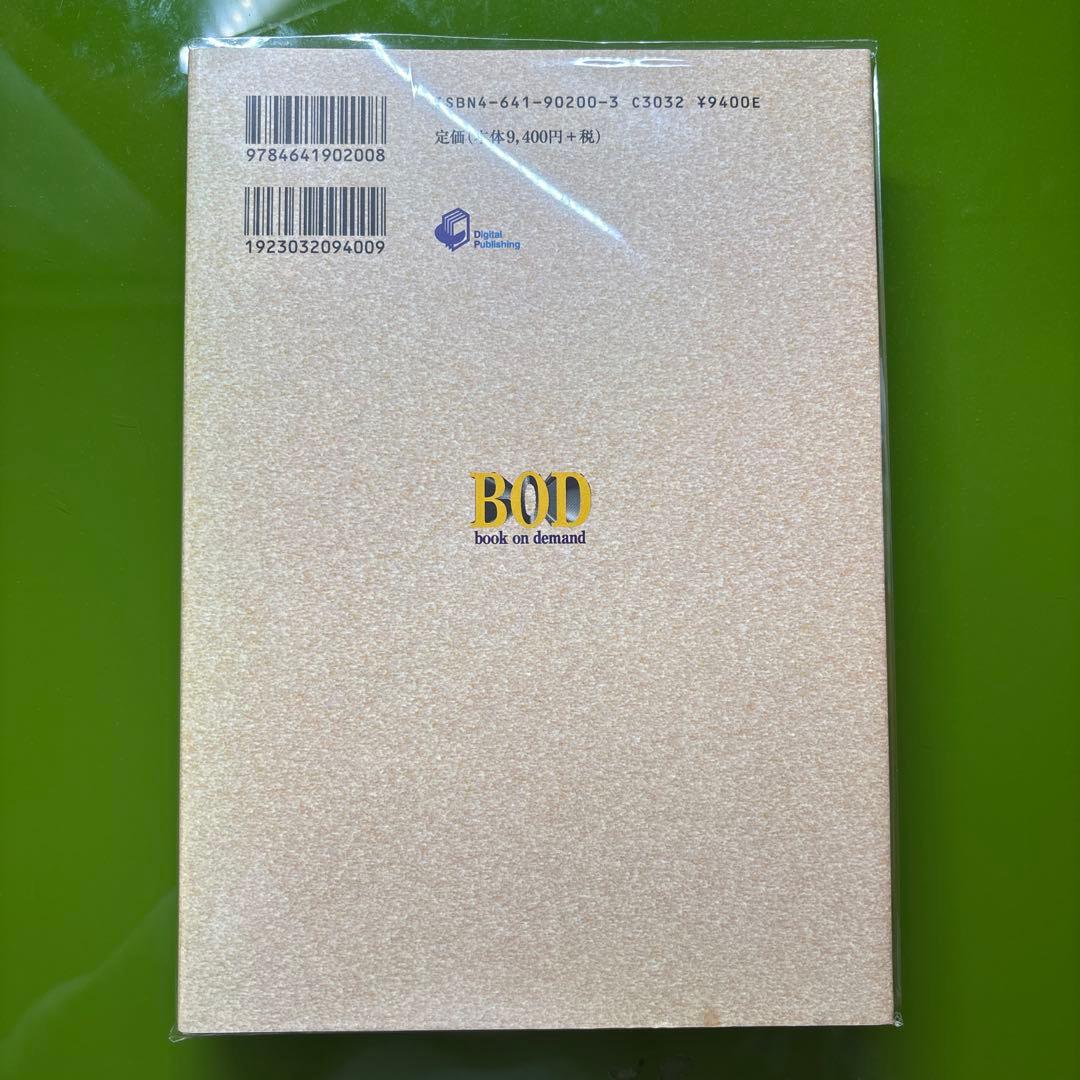 ISBN4-641-90200-3 C3032 ¥9400E
定価(本体9,400円+税)
9784641902008
1923032094009
Digital
Publishing
BOD
book on demand